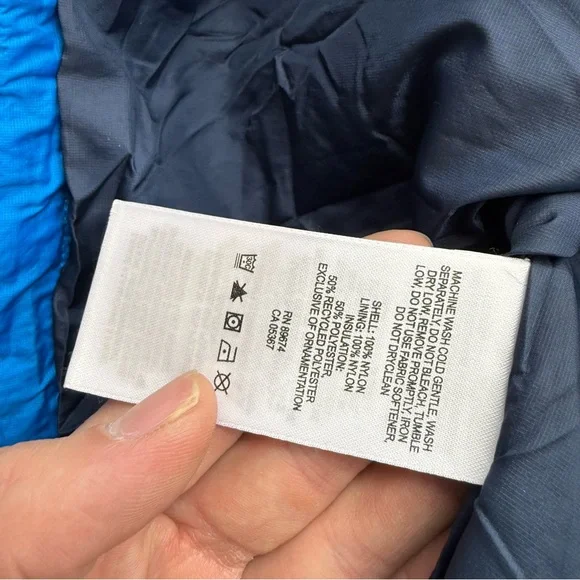 MACHINE WASH COLD GENTLE, WASH
SEPARATELY, DO NOT BLEACH, TUMBLE
DRY LOW, REMOVE PROMPTLY, IRON
LOW, DO NOT USE FABRIC SOFTENER,
DO NOT DRYCLEAN
SHELL: 100% NYLON
LINING: 100% NYLON
INSULATION:
50% POLYESTER
50% RECYCLED POLYESTER
EXCLUSIVE OF ORNAMENTATION
RN 89674
CA 05367